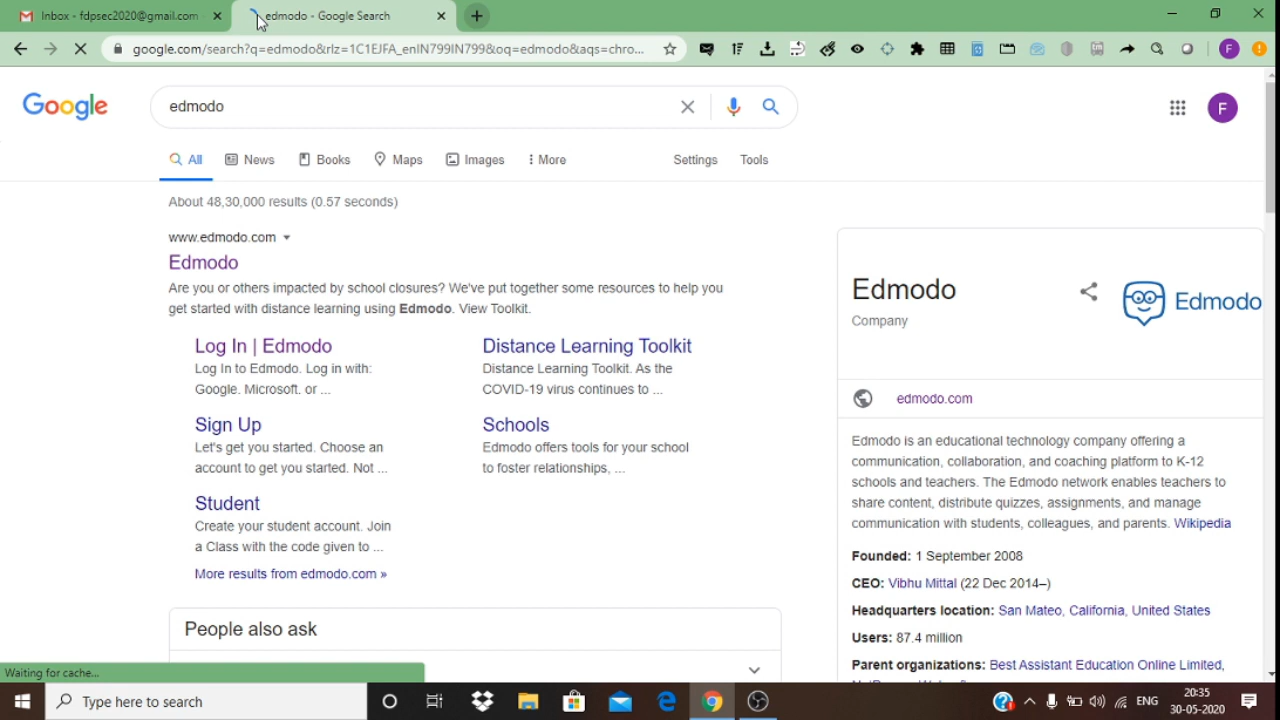 Inbox - fdpsec2020@gmail.com
edmodo - Google Search
google.com/search?q=edmodo&rlz=1C1EJFA_enIN799IN799&oq=edmodo&aqs=chro...
F
Google
edmodo
F
All
News
Books
Maps
Images
More
Settings
Tools
About 48,30,000 results (0.57 seconds)
www.edmodo.com
Edmodo
Are you or others impacted by school closures? We've put together some resources to help you
get started with distance learning using Edmodo. View Toolkit.
Log In | Edmodo
Log In to Edmodo. Log in with:
Google. Microsoft. or ...
Distance Learning Toolkit
Distance Learning Toolkit. As the
COVID-19 virus continues to ...
Sign Up
Let's get you started. Choose an
account to get you started. Not ...
Schools
Edmodo offers tools for your school
to foster relationships, ...
Student
Create your student account. Join
a Class with the code given to ...
More results from edmodo.com »
People also ask
Edmodo
Company
Edmodo
edmodo.com
Edmodo is an educational technology company offering a
communication, collaboration, and coaching platform to K-12
schools and teachers. The Edmodo network enables teachers to
share content, distribute quizzes, assignments, and manage
communication with students, colleagues, and parents. Wikipedia
Founded: 1 September 2008
CEO: Vibhu Mittal (22 Dec 2014–)
Headquarters location: San Mateo, California, United States
Users: 87.4 million
Parent organizations: Best Assistant Education Online Limited,
Waiting for cache...
Type here to search
ENG
20:35
30-05-2020